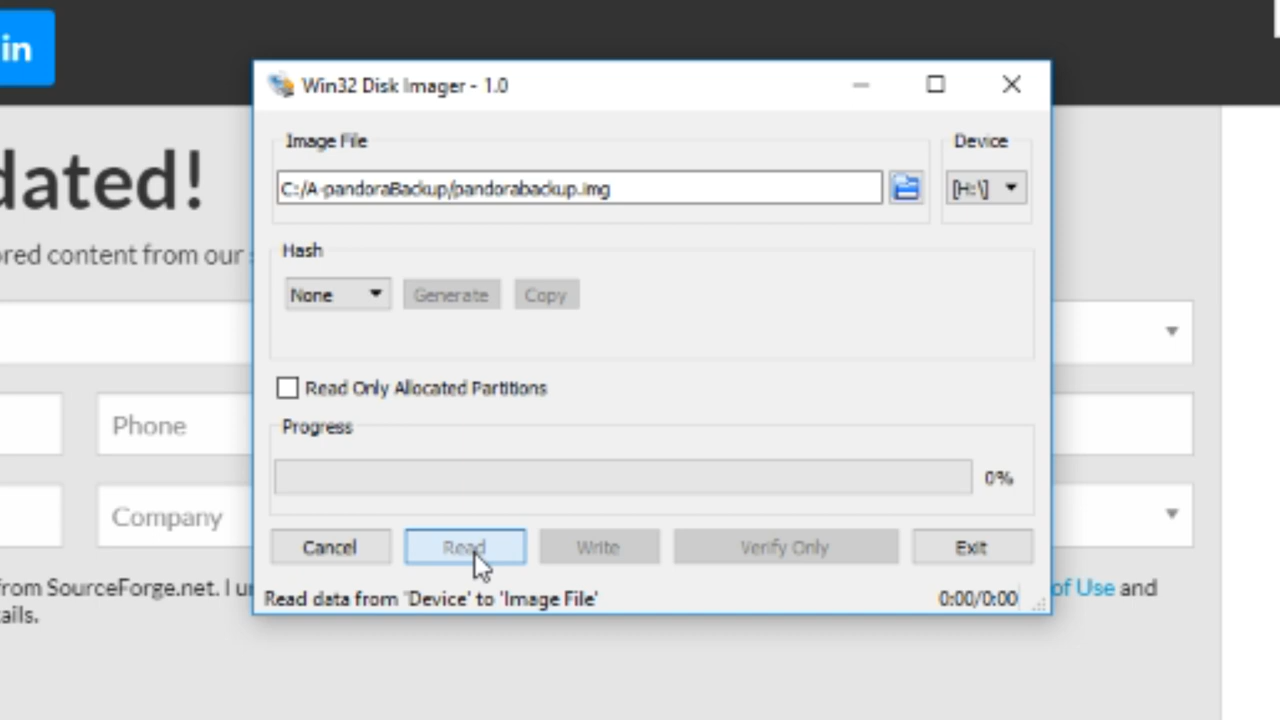 in
Win32 Disk Imager - 1.0
dated!
Image File
Device
C:/A-pandoraBackup/pandorabackup.img
[H:\]
ored content from our
Hash
None
Generate
Copy
Read Only Allocated Partitions
Phone
Progress
0%
Company
Cancel
Read
Write
Verify Only
Exit
from SourceForge.net. I
of Use and
Read data from 'Device' to 'Image File'
0:00/0:00
ails.